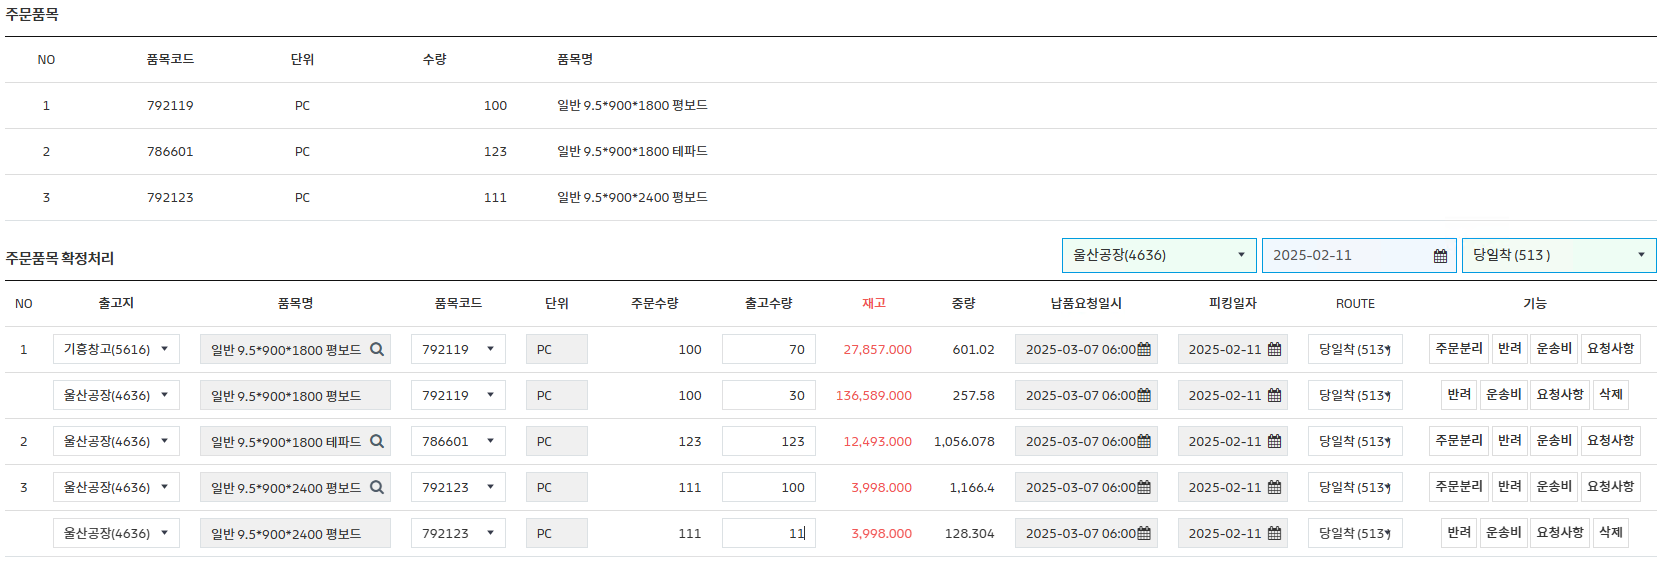 주문품목
NO 품목코드 단위 수량 품목명
1 792119 PC 100 일반 9.5*900*1800 평보드
2 786601 PC 123 일반 9.5*900*1800 테파드
3 792123 PC 111 일반 9.5*900*2400 평보드
주문품목 확정처리 울산공장(4636) 2025-02-11 당일착 (513 )
NO 출고지 품목명 품목코드 단위 주문수량 출고수량 재고 중량 납품요청일시 피킹일자 ROUTE 기능
1 기흥창고(5616) 일반 9.5*900*1800 평보드 792119 PC 100 70 27,857.000 601.02 2025-03-07 06:00 2025-02-11 당일착 (513 주문분리 반려 운송비 요청사항
울산공장(4636) 일반 9.5*900*1800 평보드 792119 PC 100 30 136,589.000 257.58 2025-03-07 06:00 2025-02-11 당일착 (513 반려 운송비 요청사항 삭제
2 울산공장(4636) 일반 9.5*900*1800 테파드 786601 PC 123 123 12,493.000 1,056.078 2025-03-07 06:00 2025-02-11 당일착 (513 주문분리 반려 운송비 요청사항
3 울산공장(4636) 일반 9.5*900*2400 평보드 792123 PC 111 100 3,998.000 1,166.4 2025-03-07 06:00 2025-02-11 당일착 (513 주문분리 반려 운송비 요청사항
울산공장(4636) 일반 9.5*900*2400 평보드 792123 PC 111 11 3,998.000 128.304 2025-03-07 06:00 2025-02-11 당일착 (513 반려 운송비 요청사항 삭제